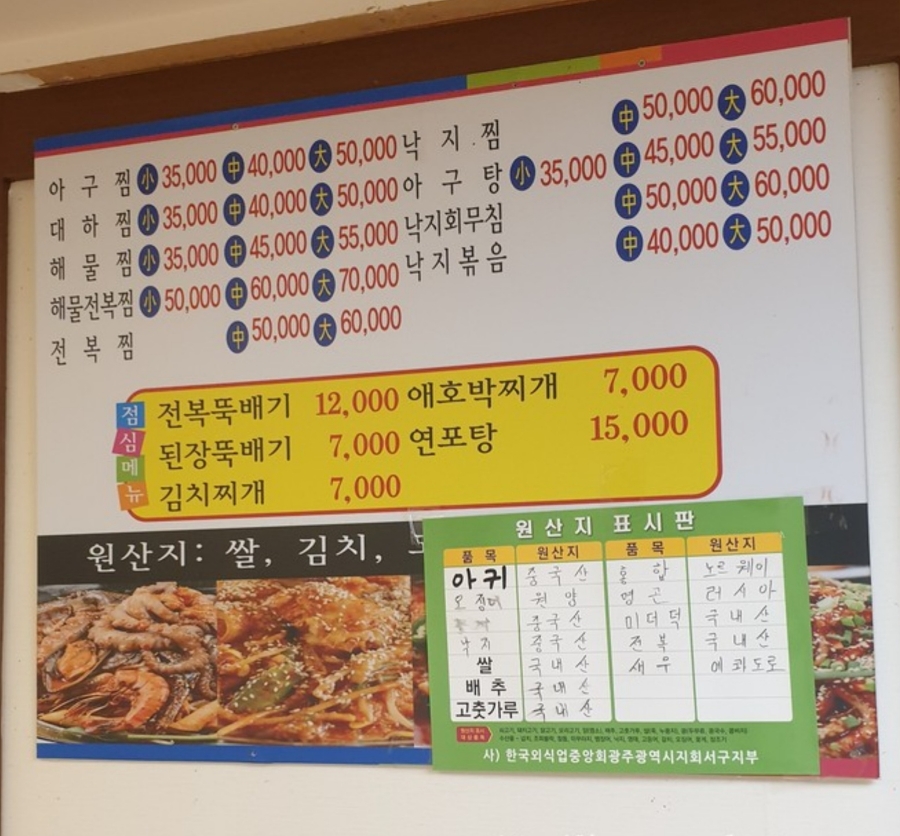 아구찜 小 35,000 中 40,000 大 50,000
대하찜 小 35,000 中 40,000 大 50,000
해물찜 小 35,000 中 45,000 大 55,000
해물전복찜 小 50,000 中 60,000 大 70,000
전복찜 中 50,000 大 60,000
낙지찜 中 50,000 大 60,000
아구탕 小 35,000 中 45,000 大 55,000
낙지회무침 中 50,000 大 60,000
낙지볶음 中 40,000 大 50,000
점심메뉴
전복뚝배기 12,000 애호박찌개 7,000
된장뚝배기 7,000 연포탕 15,000
김치찌개 7,000
원산지: 쌀, 김치,
원산지 표시판
품목 원산지 품목 원산지
아귀 중국산 홍합 노르웨이
오징어 원양 명곤 러시아
중국산 미더덕 국내산
낙지 중국산 전복 국내산
쌀 국내산 새우 에콰도르
배추 국내산
고춧가루 국내산
사) 한국외식업중앙회광주광역시지회서구지부